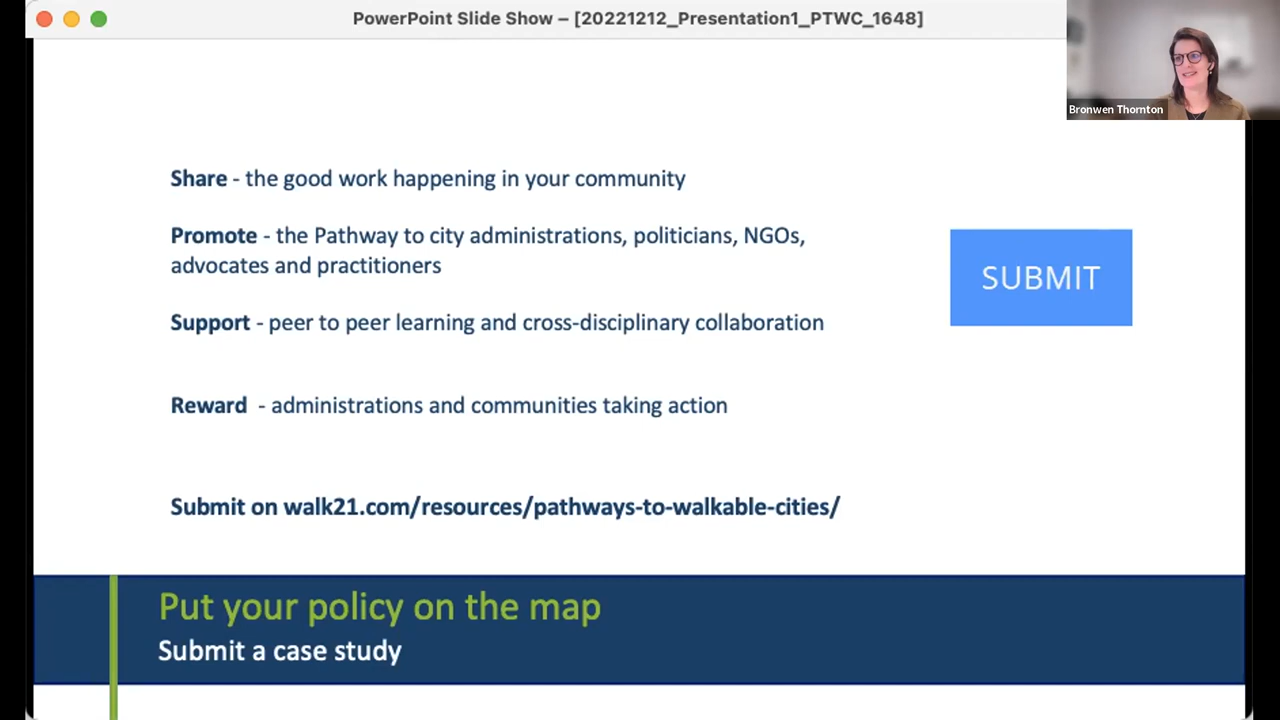 PowerPoint Slide Show – [20221212_Presentation1_PTWC_1648]
Bronwen Thornton
Share - the good work happening in your community
Promote - the Pathway to city administrations, politicians, NGOs,
advocates and practitioners
SUBMIT
Support - peer to peer learning and cross-disciplinary collaboration
Reward - administrations and communities taking action
Submit on walk21.com/resources/pathways-to-walkable-cities/
Put your policy on the map
Submit a case study